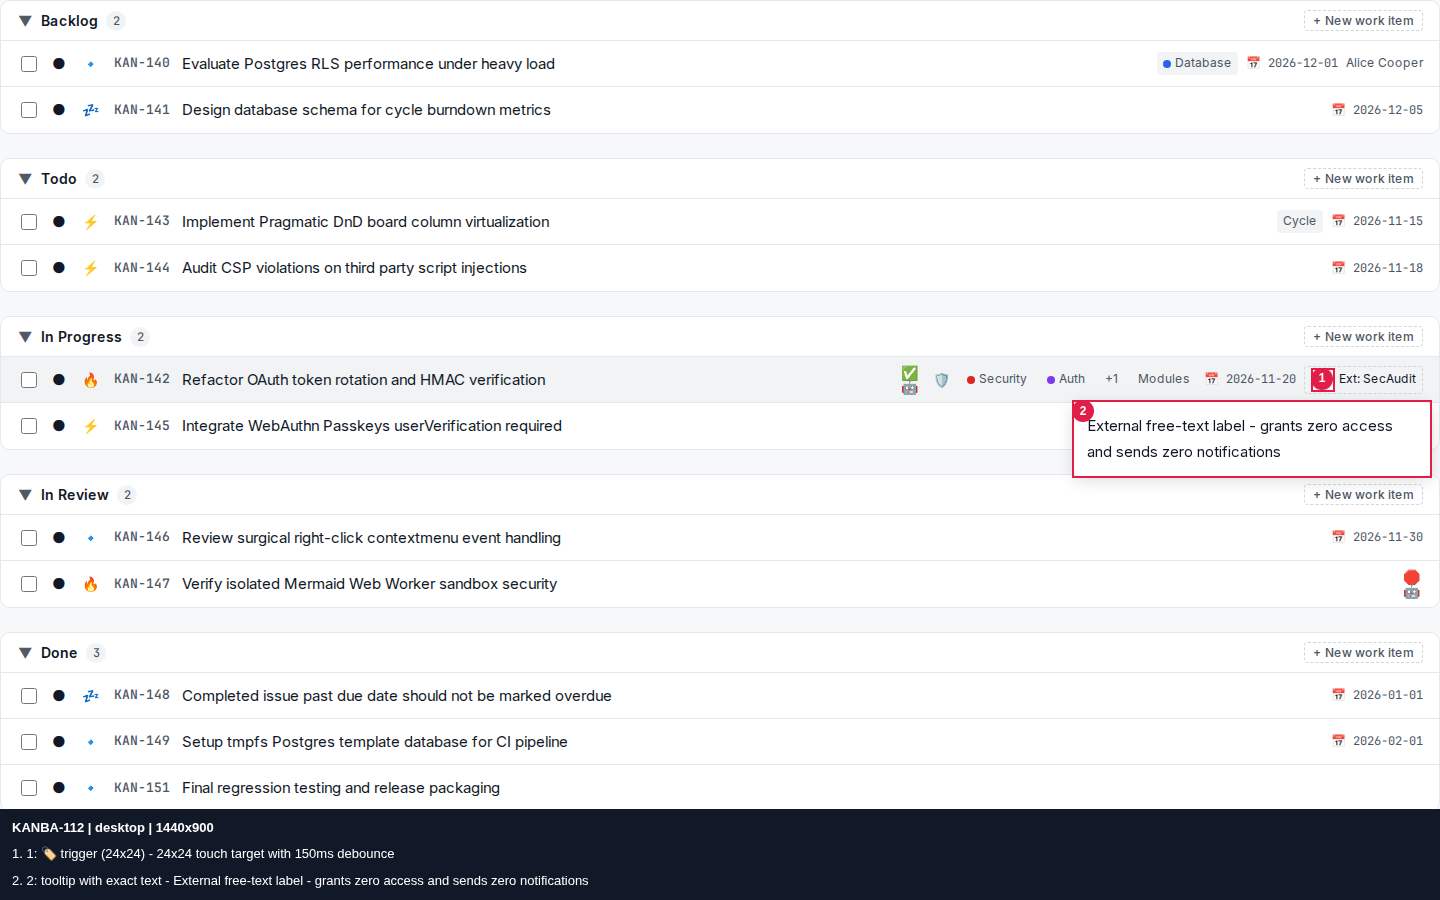 ▼ Backlog 2 + New work item
KAN-140 Evaluate Postgres RLS performance under heavy load Database 2026-12-01 Alice Cooper
KAN-141 Design database schema for cycle burndown metrics 2026-12-05
▼ Todo 2 + New work item
KAN-143 Implement Pragmatic DnD board column virtualization Cycle 2026-11-15
KAN-144 Audit CSP violations on third party script injections 2026-11-18
▼ In Progress 2 + New work item
KAN-142 Refactor OAuth token rotation and HMAC verification Security Auth +1 Modules 2026-11-20 1 Ext: SecAudit
KAN-145 Integrate WebAuthn Passkeys userVerification required
2
External free-text label - grants zero access
and sends zero notifications
▼ In Review 2 + New work item
KAN-146 Review surgical right-click contextmenu event handling 2026-11-30
KAN-147 Verify isolated Mermaid Web Worker sandbox security
▼ Done 3 + New work item
KAN-148 Completed issue past due date should not be marked overdue 2026-01-01
KAN-149 Setup tmpfs Postgres template database for CI pipeline 2026-02-01
KAN-151 Final regression testing and release packaging
KANBA-112 | desktop | 1440x900
1. 1: 🏷️ trigger (24x24) - 24x24 touch target with 150ms debounce
2. 2: tooltip with exact text - External free-text label - grants zero access and sends zero notifications